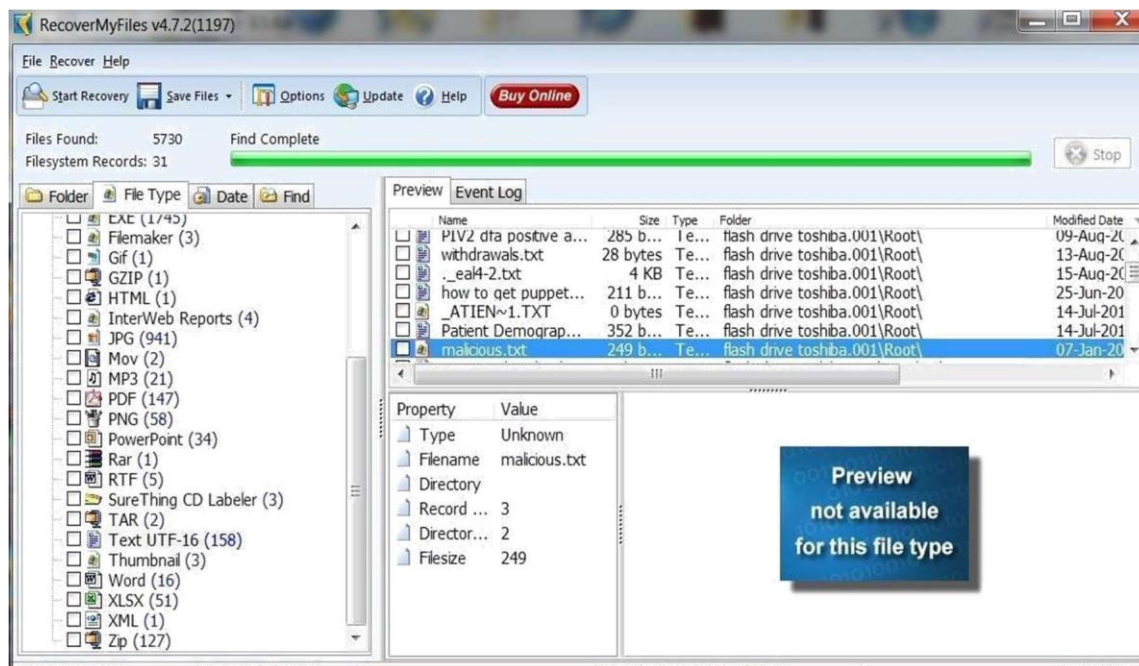 RecoverMyFiles v4.7.2(1197)
File Recover Help
Start Recovery Save Files Options Update Help Buy Online
Files Found: 5730 Find Complete
Filesystem Records: 31
Stop
Folder File Type Date Find
EXE (1745)
Filemaker (3)
Gif (1)
GZIP (1)
HTML (1)
InterWeb Reports (4)
JPG (941)
Mov (2)
MP3 (21)
PDF (147)
PNG (58)
PowerPoint (34)
Rar (1)
RTF (5)
SureThing CD Labeler (3)
TAR (2)
Text UTF-16 (158)
Thumbnail (3)
Word (16)
XLSX (51)
XML (1)
Zip (127)
Preview Event Log
Name Size Type Folder Modified Date
PIV2 dfa positive a... 285 b... Te... flash drive toshiba.001\Root\ 09-Aug-20
withdrawals.txt 28 bytes Te... flash drive toshiba.001\Root\ 13-Aug-20
._eal4-2.txt 4 KB Te... flash drive toshiba.001\Root\ 15-Aug-20
how to get puppet... 211 b... Te... flash drive toshiba.001\Root\ 25-Jun-20
_ATIEN~1.TXT 0 bytes Te... flash drive toshiba.001\Root\ 14-Jul-201
Patient Demograp... 352 b... Te... flash drive toshiba.001\Root\ 14-Jul-201
malicious.txt 249 b... Te... flash drive toshiba.001\Root\ 07-Jan-20
Property Value
Type Unknown
Filename malicious.txt
Directory
Record ... 3
Director... 2
Filesize 249
Preview
not available
for this file type